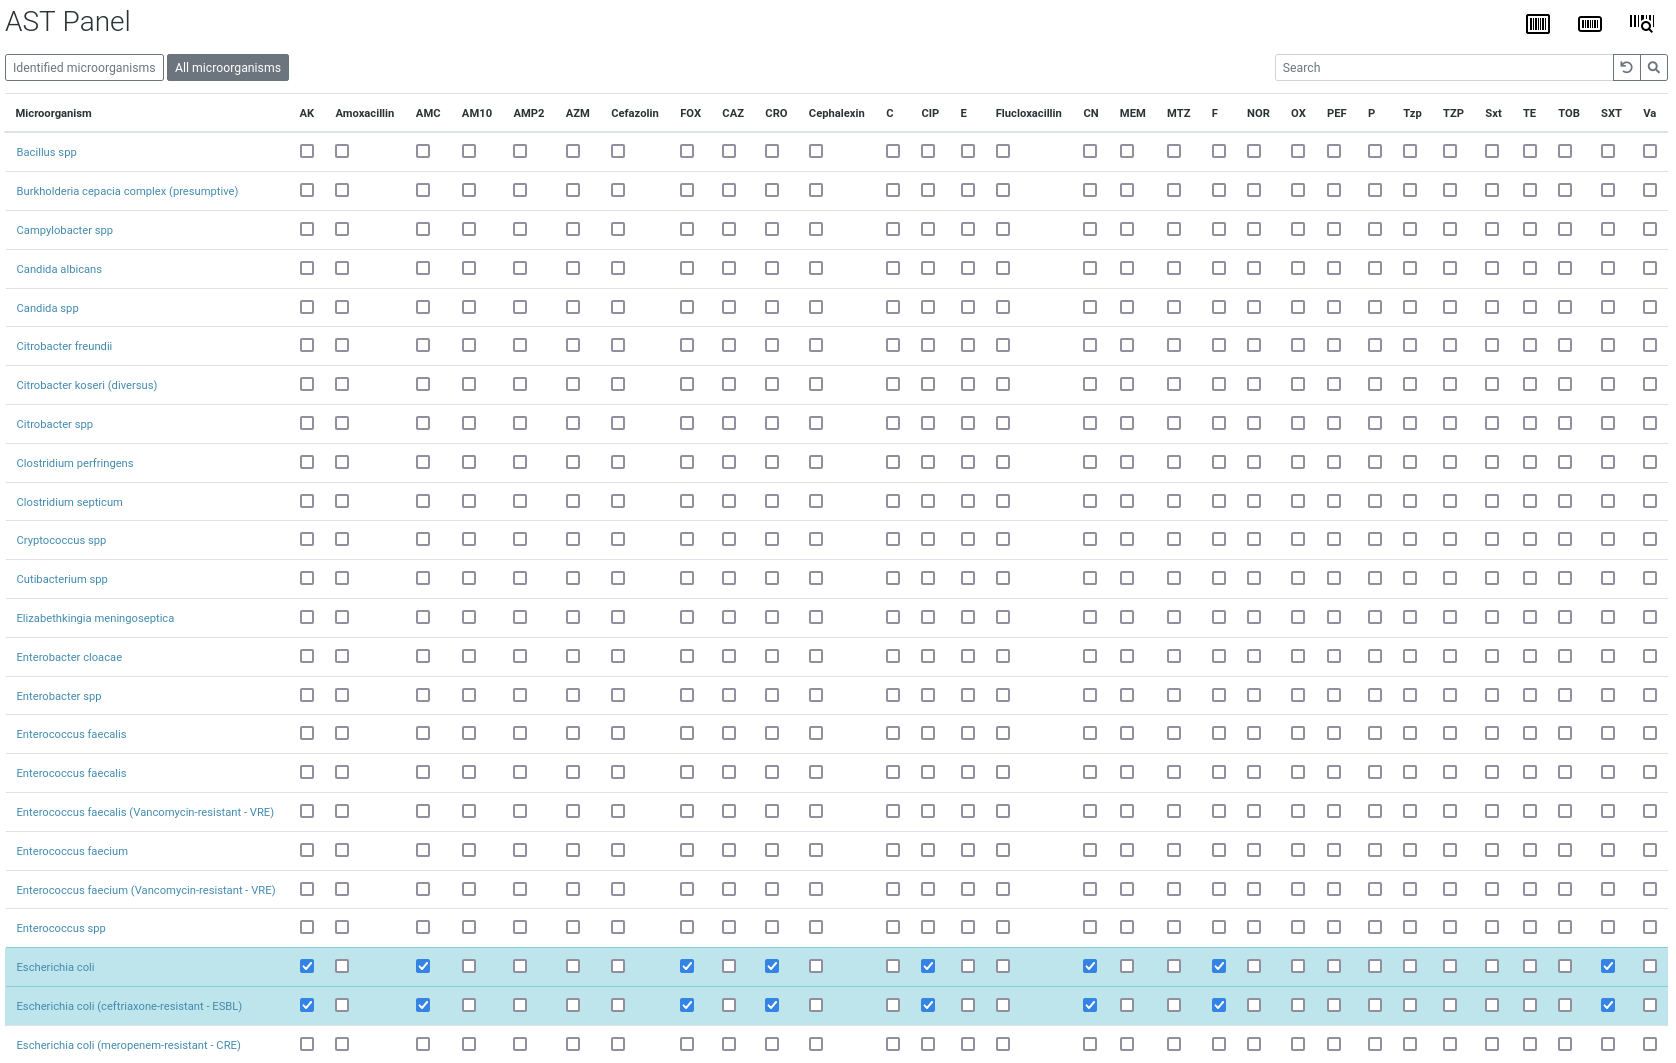 AST Panel
Identified microorganisms All microorganisms Search
Microorganism AK Amoxacillin AMC AM10 AMP2 AZM Cefazolin FOX CAZ CRO Cephalexin C CIP E Flucloxacillin CN MEM MTZ F NOR OX PEF P Tzp TZP Sxt TE TOB SXT Va
Bacillus spp
Burkholderia cepacia complex (presumptive)
Campylobacter spp
Candida albicans
Candida spp
Citrobacter freundii
Citrobacter koseri (diversus)
Citrobacter spp
Clostridium perfringens
Clostridium septicum
Cryptococcus spp
Cutibacterium spp
Elizabethkingia meningoseptica
Enterobacter cloacae
Enterobacter spp
Enterococcus faecalis
Enterococcus faecalis
Enterococcus faecalis (Vancomycin-resistant - VRE)
Enterococcus faecium
Enterococcus faecium (Vancomycin-resistant - VRE)
Enterococcus spp
Escherichia coli
Escherichia coli (ceftriaxone-resistant - ESBL)
Escherichia coli (meropenem-resistant - CRE)